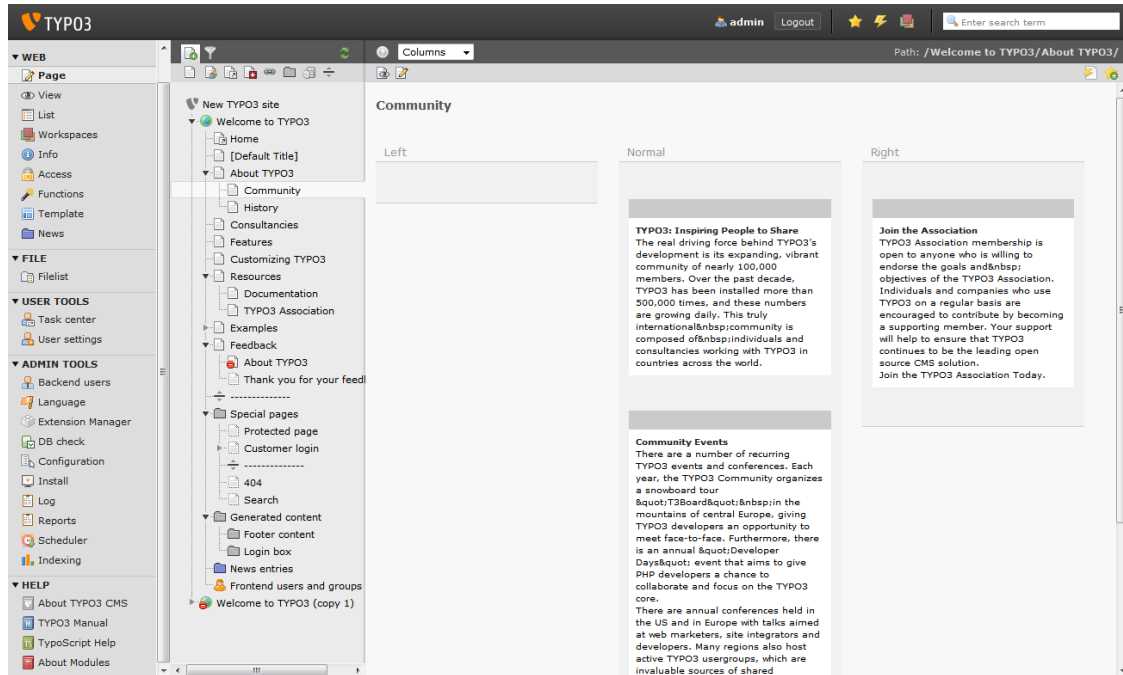 TYPO3
admin
Logout
Enter search term
WEB
Page
View
List
Workspaces
Info
Access
Functions
Template
News
FILE
Filelist
USER TOOLS
Task center
User settings
ADMIN TOOLS
Backend users
Language
Extension Manager
DB check
Configuration
Install
Log
Reports
Scheduler
Indexing
HELP
About TYPO3 CMS
TYPO3 Manual
TypoScript Help
About Modules
New TYPO3 site
Welcome to TYPO3
Home
[Default Title]
About TYPO3
Community
History
Consultancies
Features
Customizing TYPO3
Resources
Documentation
TYPO3 Association
Examples
Feedback
About TYPO3
Thank you for your feed
--------------
Special pages
Protected page
Customer login
--------------
404
Search
Generated content
Footer content
Login box
News entries
Frontend users and groups
Welcome to TYPO3 (copy 1)
Columns
Path: /Welcome to TYPO3/About TYPO3/
Community
Left
Normal
TYPO3: Inspiring People to Share
The real driving force behind TYPO3's
development is its expanding, vibrant
community of nearly 100,000
members. Over the past decade,
TYPO3 has been installed more than
500,000 times, and these numbers
are growing daily. This truly
international&nbsp;community is
composed of&nbsp;individuals and
consultancies working with TYPO3 in
countries across the world.
Community Events
There are a number of recurring
TYPO3 events and conferences. Each
year, the TYPO3 Community organizes
a snowboard tour
&quot;T3Board&quot;&nbsp;in the
mountains of central Europe, giving
TYPO3 developers an opportunity to
meet face-to-face. Furthermore, there
is an annual &quot;Developer
Days&quot; event that aims to give
PHP developers a chance to
collaborate and focus on the TYPO3
core.
There are annual conferences held in
the US and in Europe with talks aimed
at web marketers, site integrators and
developers. Many regions also host
active TYPO3 usergroups, which are
invaluable sources of shared
Right
Join the Association
TYPO3 Association membership is
open to anyone who is willing to
endorse the goals and&nbsp;
objectives of the TYPO3 Association.
Individuals and companies who use
TYPO3 on a regular basis are
encouraged to contribute by becoming
a supporting member. Your support
will help to ensure that TYPO3
continues to be the leading open
source CMS solution.
Join the TYPO3 Association Today.